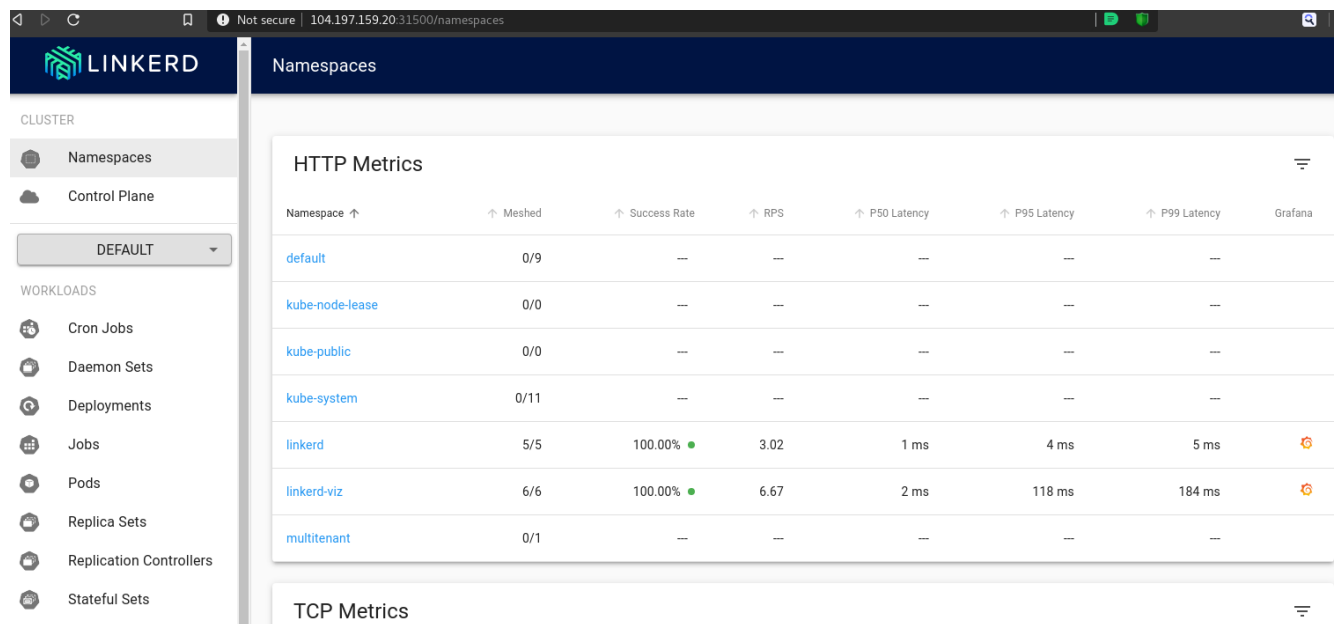 Not secure 104.197.159.20:31500/namespaces
LINKERD
Namespaces
CLUSTER
Namespaces
Control Plane
DEFAULT
WORKLOADS
Cron Jobs
Daemon Sets
Deployments
Jobs
Pods
Replica Sets
Replication Controllers
Stateful Sets
HTTP Metrics
Namespace Meshed Success Rate RPS P50 Latency P95 Latency P99 Latency Grafana
default 0/9 --- --- --- --- ---
kube-node-lease 0/0 --- --- --- --- ---
kube-public 0/0 --- --- --- --- ---
kube-system 0/11 --- --- --- --- ---
linkerd 5/5 100.00% 3.02 1 ms 4 ms 5 ms
linkerd-viz 6/6 100.00% 6.67 2 ms 118 ms 184 ms
multitenant 0/1 --- --- --- --- ---
TCP Metrics